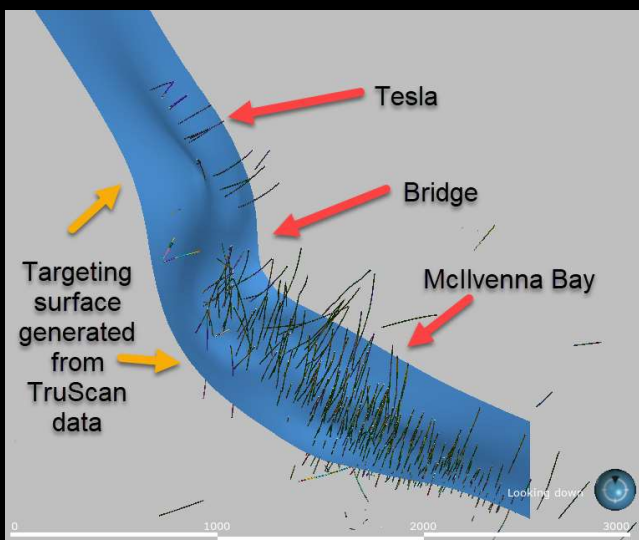 Tesla
Bridge
McIlvenna Bay
Targeting
surface
generated
from
TruScan
data
Looking down
0 1000 2000 3000